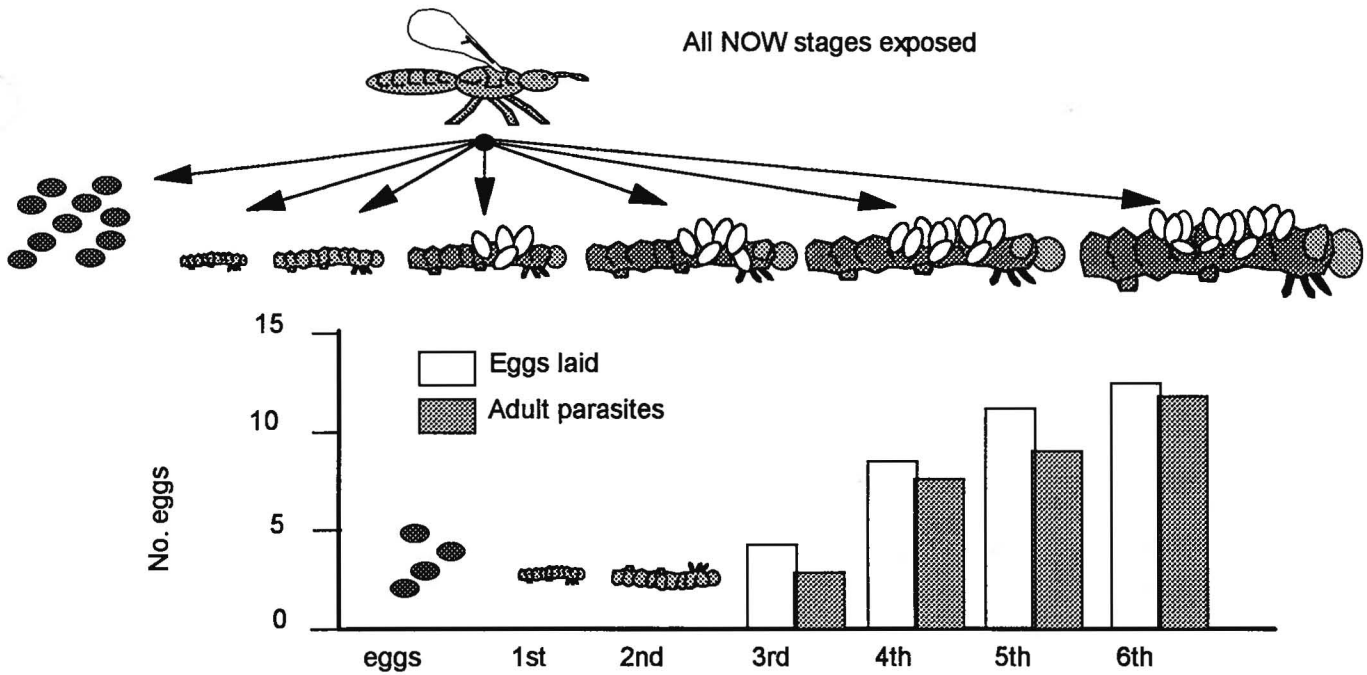 All NOW stages exposed
15
Eggs laid
Adult parasites
10
No. eggs
5
0
eggs 1st 2nd 3rd 4th 5th 6th